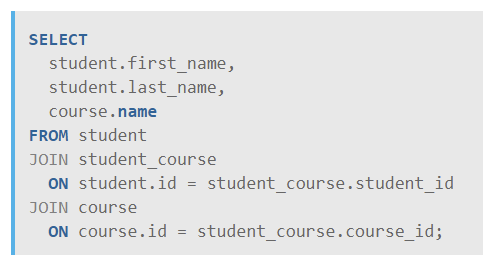 SELECT
  student.first_name,
  student.last_name,
  course.name
FROM student
JOIN student_course
  ON student.id = student_course.student_id
JOIN course
  ON course.id = student_course.course_id;